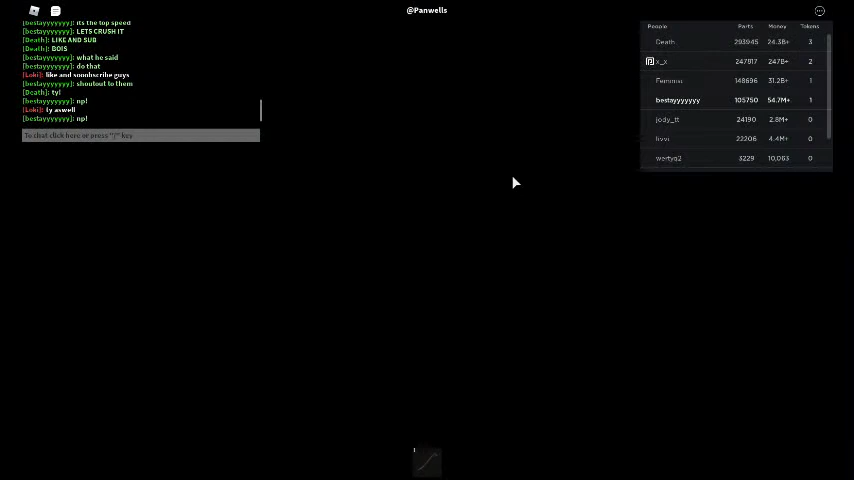 @Panwells
[bestayyyyyyy]: its the top speed
[bestayyyyyyy]: LETS CRUSH IT
[Death]: LIKE AND SUB
[Death]: BOIS
[bestayyyyyyy]: what he said
[bestayyyyyyy]: do that
[Loki]: like and sooobscribe guys
[bestayyyyyyy]: shoutout to them
[Death]: ty!
[bestayyyyyyy]: np!
[Loki]: ty aswell
[bestayyyyyyy]: np!
To chat click here or press "/" key
People Parts Money Tokens
Death 293945 24.3B+ 3
x_x 247817 247B+ 2
148696 31.2B+ 1
bestayyyyyyy 105750 54.7M+ 1
jody_tt 24190 2.8M+ 0
livvi 22206 4.4M+ 0
wertyq2 3229 10,063 0
1